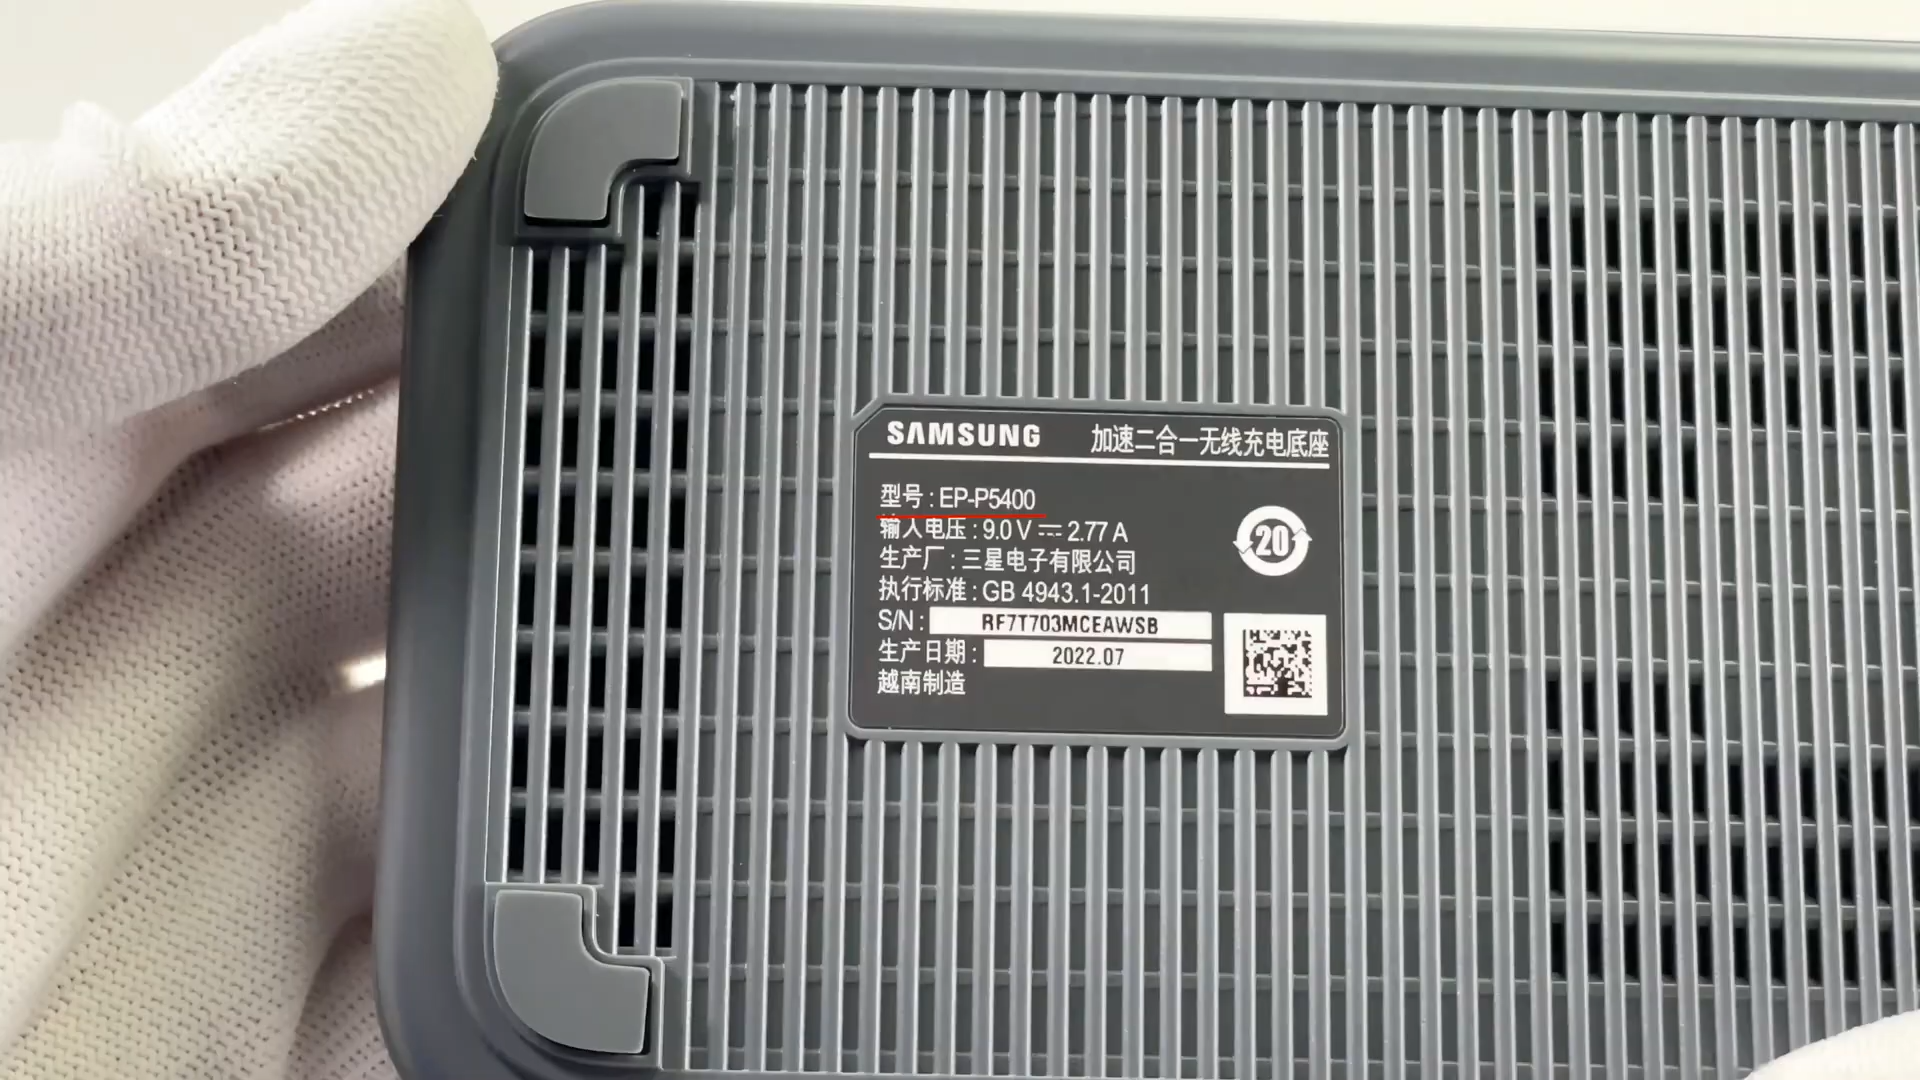 SAMSUNG 加速二合一无线充电底座
型号 : EP-P5400
输入电压 : 9.0 V ⎓ 2.77 A
生产厂 : 三星电子有限公司
执行标准 : GB 4943.1-2011
S/N : RF7T703MCEAWSB
生产日期 : 2022.07
越南制造
20